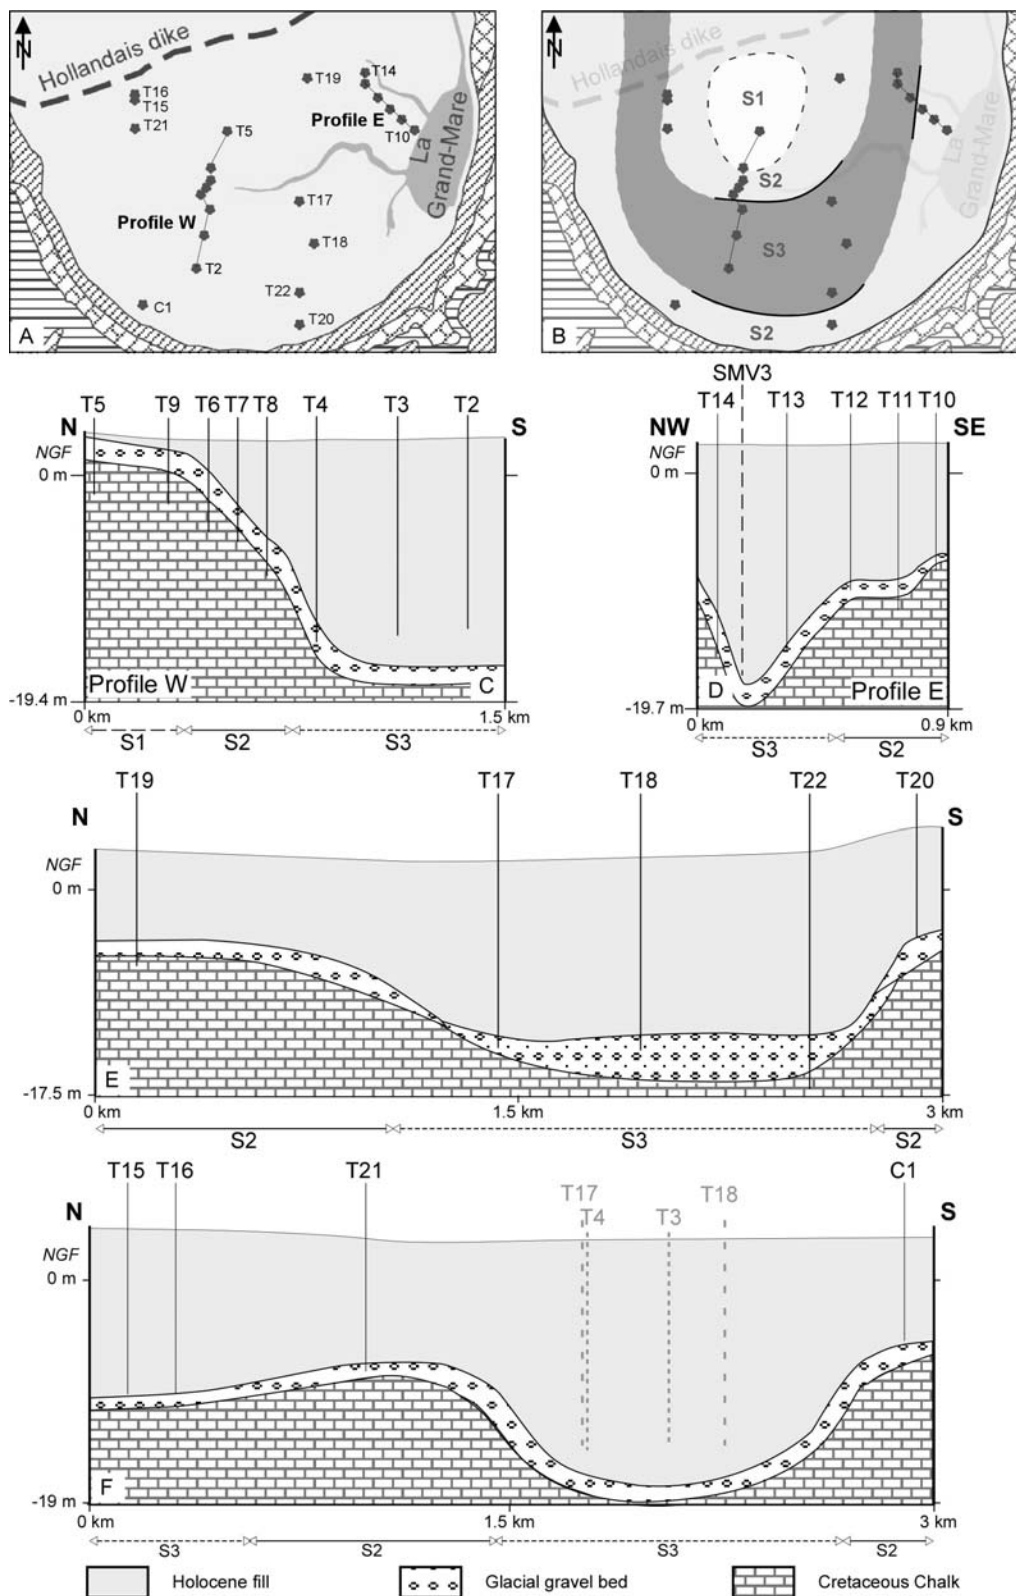 N
Hollandais dike
T16
T15
T21
T19
T14
Profile E
T10
T5
La
Grand-Mare
T17
Profile W
T18
T2
T22
C1
T20
A
N
Hollandais dike
S1
S2
La
Grand-Mare
S3
S2
B
SMV3
T5 T9 T6 T7 T8 T4 T3 T2
N S
NGF
0 m
Profile W
C
-19.4 m
0 km 1.5 km
S1 S2 S3
T14 T13 T12 T11 T10
NW SE
NGF
0 m
D
Profile E
-19.7 m
0 0.9 km
S3 S2
T19 T17 T18 T22 T20
N S
NGF
0 m
E
-17.5 m
0 km 1.5 km 3 km
S2 S3 S2
T15 T16 T21 T17 T18 C1
T4 T3
N S
NGF
0 m
F
-19 m
0 km 1.5 km 3 km
S3 S2 S3 S2
Holocene fill Glacial gravel bed Cretaceous Chalk